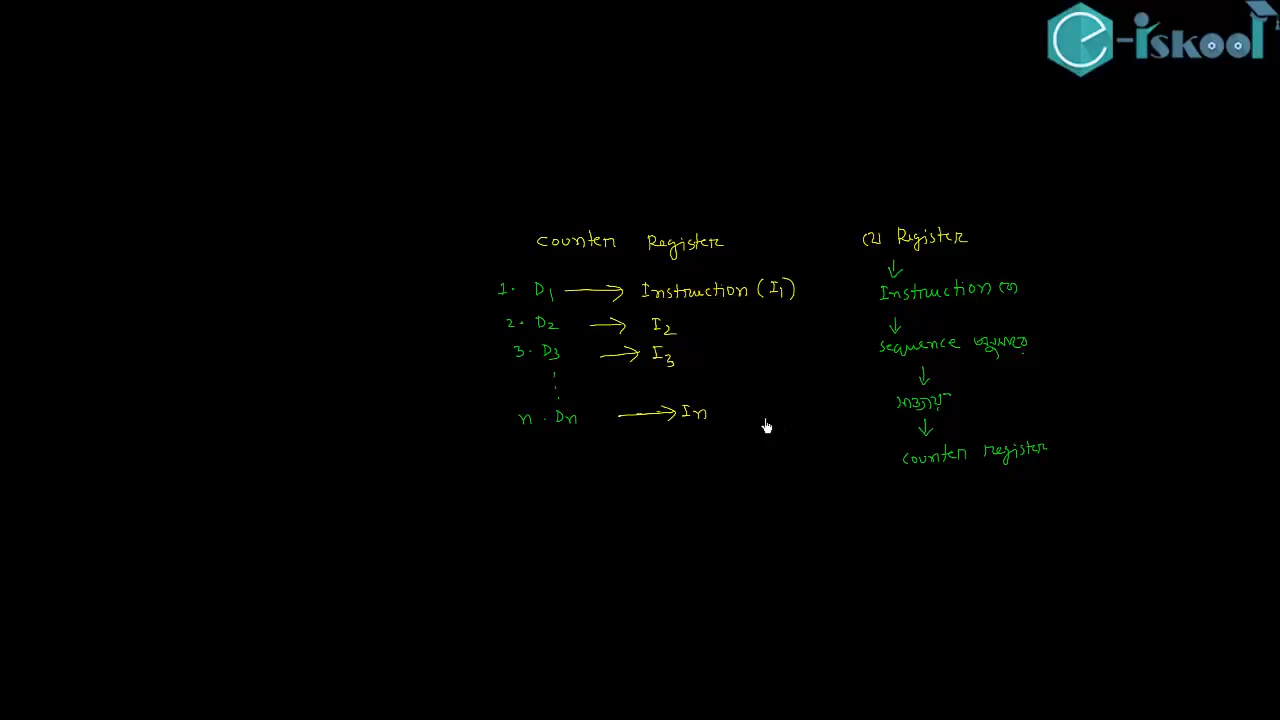 e-iskool
Counter Register
1. D1 → Instruction (I1)
2. D2 → I2
3. D3 → I3
n. Dn → In
যে Register
↓
Instruction কে
↓
sequence অনুসারে
↓
↓
counter register